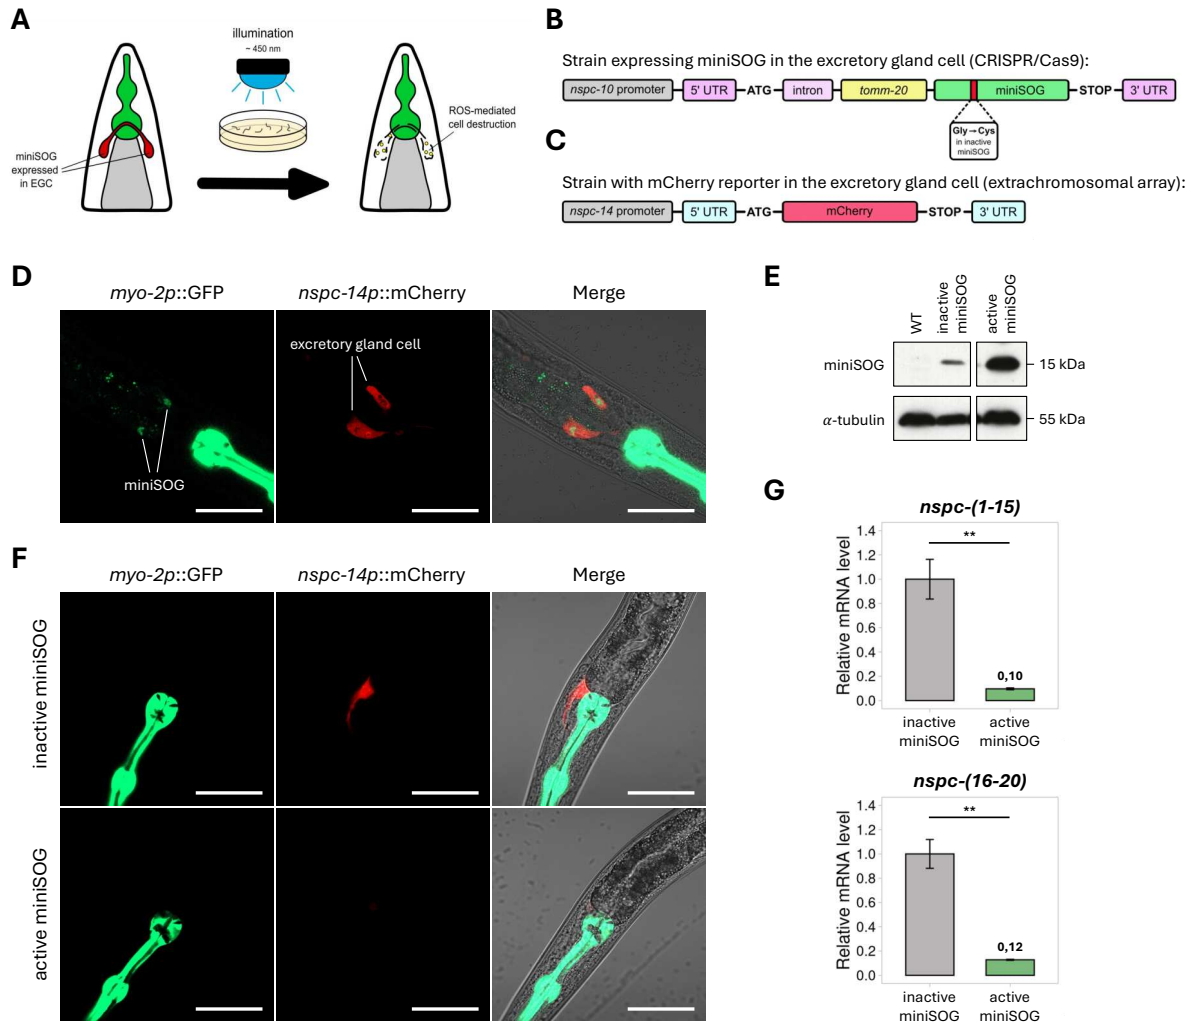 A
illumination
~ 450 nm
miniSOG
expressed
in EGC
ROS-mediated
cell destruction
B
Strain expressing miniSOG in the excretory gland cell (CRISPR/Cas9):
nspc-10 promoter 5' UTR ATG intron tomm-20 miniSOG STOP 3' UTR
Gly→Cys
in inactive
miniSOG
C
Strain with mCherry reporter in the excretory gland cell (extrachromosomal array):
nspc-14 promoter 5' UTR ATG mCherry STOP 3' UTR
D
myo-2p::GFP nspc-14p::mCherry Merge
excretory gland cell
miniSOG
E
WT
inactive
miniSOG
active
miniSOG
miniSOG 15 kDa
α-tubulin 55 kDa
F
myo-2p::GFP nspc-14p::mCherry Merge
inactive miniSOG
active miniSOG
G
nspc-(1-15)
Relative mRNA level
1.4
1.2
1.0
0.8
0.6
0.4
0.2
0.0
**
0,10
inactive active
miniSOG miniSOG
nspc-(16-20)
Relative mRNA level
1.4
1.2
1.0
0.8
0.6
0.4
0.2
0.0
**
0,12
inactive active
miniSOG miniSOG